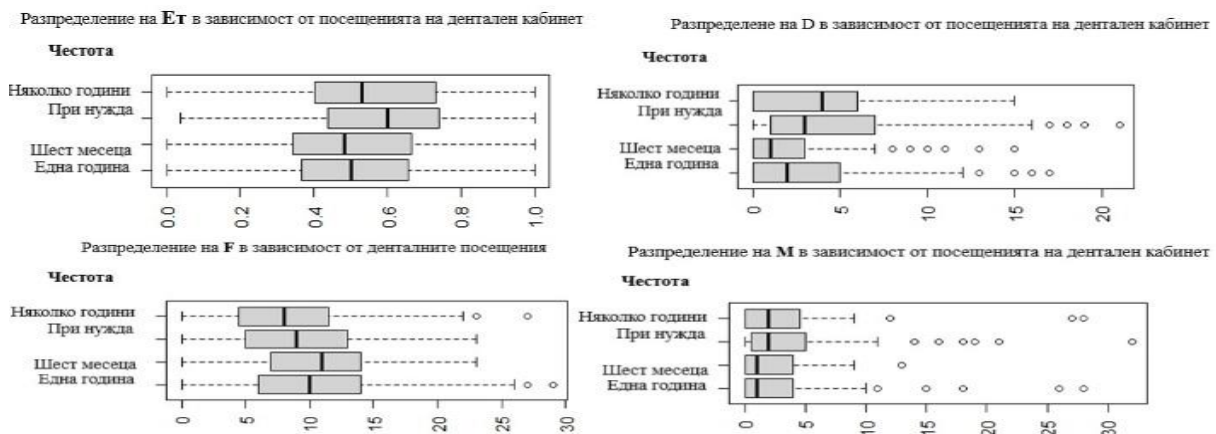 Разпределение на Ет в зависимост от посещенията на дентален кабинет
Честота
Няколко години
При нужда
Шест месеца
Една година
0.0 0.2 0.4 0.6 0.8 1.0
Разпределене на D в зависимост от посещенията на дентален кабинет
Честота
Няколко години
При нужда
Шест месеца
Една година
0 5 10 15 20
Разпределение на F в зависимост от денталните посещения
Честота
Няколко години
При нужда
Шест месеца
Една година
0 5 10 15 20 25 30
Разпределение на М в зависимост от посещенията на дентален кабинет
Честота
Няколко години
При нужда
Шест месеца
Една година
0 5 10 15 20 25 30